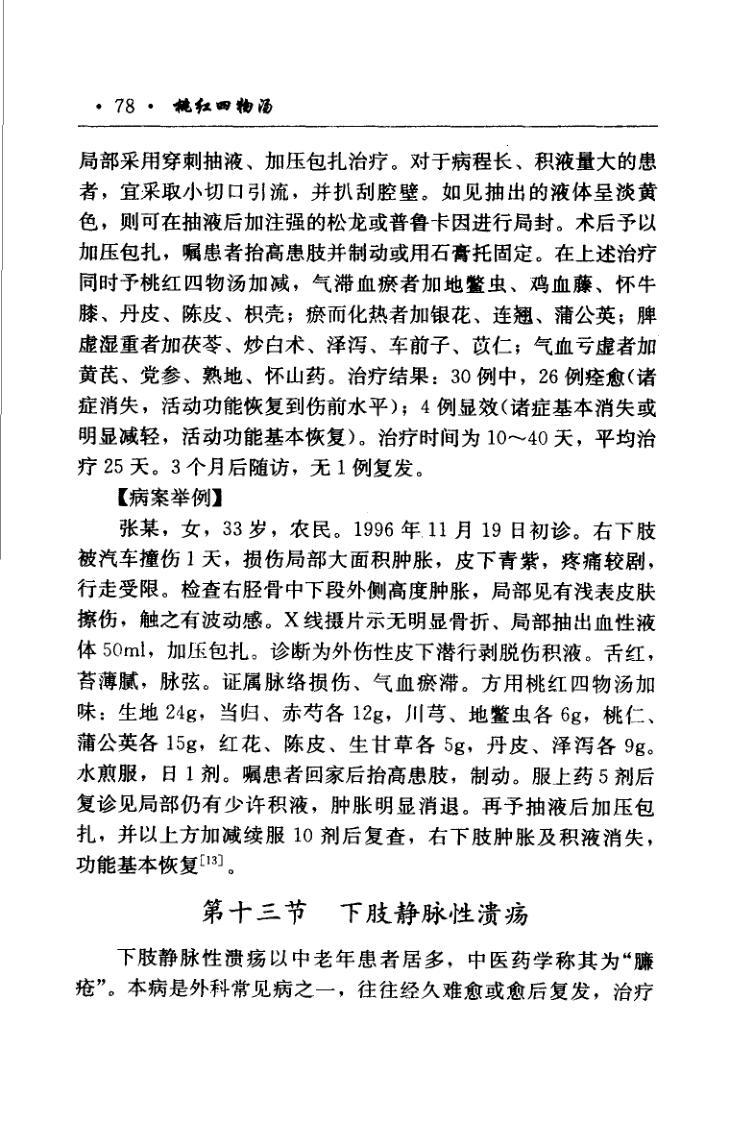 · 78 · 桃红四物汤
局部采用穿刺抽液、加压包扎治疗。对于病程长、积液量大的患
者，宜采取小切口引流，并扒刮腔壁。如见抽出的液体呈淡黄
色，则可在抽液后加注强的松龙或普鲁卡因进行局封。术后予以
加压包扎，嘱患者抬高患肢并制动或用石膏托固定。在上述治疗
同时予桃红四物汤加减，气滞血瘀者加地鳖虫、鸡血藤、怀牛
膝、丹皮、陈皮、枳壳；瘀而化热者加银花、连翘、蒲公英；脾
虚湿重者加茯苓、炒白术、泽泻、车前子、苡仁；气血亏虚者加
黄芪、党参、熟地、怀山药。治疗结果：30 例中，26 例痊愈(诸
症消失，活动功能恢复到伤前水平)；4 例显效(诸症基本消失或
明显减轻，活动功能基本恢复)。治疗时间为 10～40 天，平均治
疗 25 天。3 个月后随访，无 1 例复发。
【病案举例】
张某，女，33 岁，农民。1996 年 11 月 19 日初诊。右下肢
被汽车撞伤 1 天，损伤局部大面积肿胀，皮下青紫，疼痛较剧，
行走受限。检查右胫骨中下段外侧高度肿胀，局部见有浅表皮肤
擦伤，触之有波动感。X 线摄片示无明显骨折、局部抽出血性液
体 50ml，加压包扎。诊断为外伤性皮下潜行剥脱伤积液。舌红，
苔薄腻，脉弦。证属脉络损伤、气血瘀滞。方用桃红四物汤加
味：生地 24g，当归、赤芍各 12g，川芎、地鳖虫各 6g，桃仁、
蒲公英各 15g，红花、陈皮、生甘草各 5g，丹皮、泽泻各 9g。
水煎服，日 1 剂。嘱患者回家后抬高患肢，制动。服上药 5 剂后
复诊见局部仍有少许积液，肿胀明显消退。再予抽液后加压包
扎，并以上方加减续服 10 剂后复查，右下肢肿胀及积液消失，
功能基本恢复[13]。
第十三节 下肢静脉性溃疡
下肢静脉性溃疡以中老年患者居多，中医药学称其为“臁
疮”。本病是外科常见病之一，往往经久难愈或愈后复发，治疗